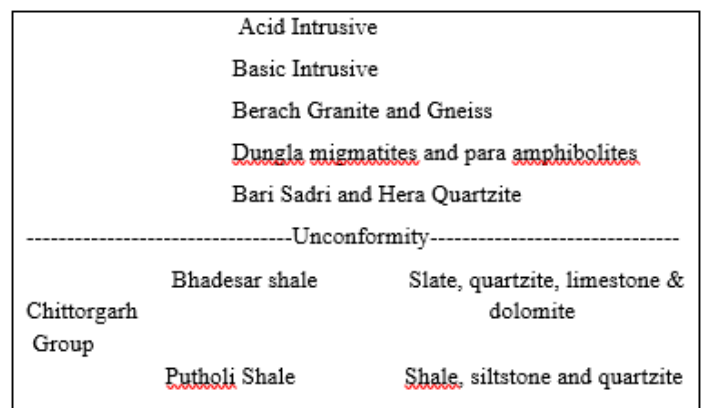 Acid Intrusive
Basic Intrusive
Berach Granite and Gneiss
Dungla migmatites and para amphibolites
Bari Sadri and Hera Quartzite
---------------------------------Unconformity-------------------------------
Bhadesar shale Slate, quartzite, limestone &
Chittorgarh dolomite
Group
Putholi Shale Shale, siltstone and quartzite